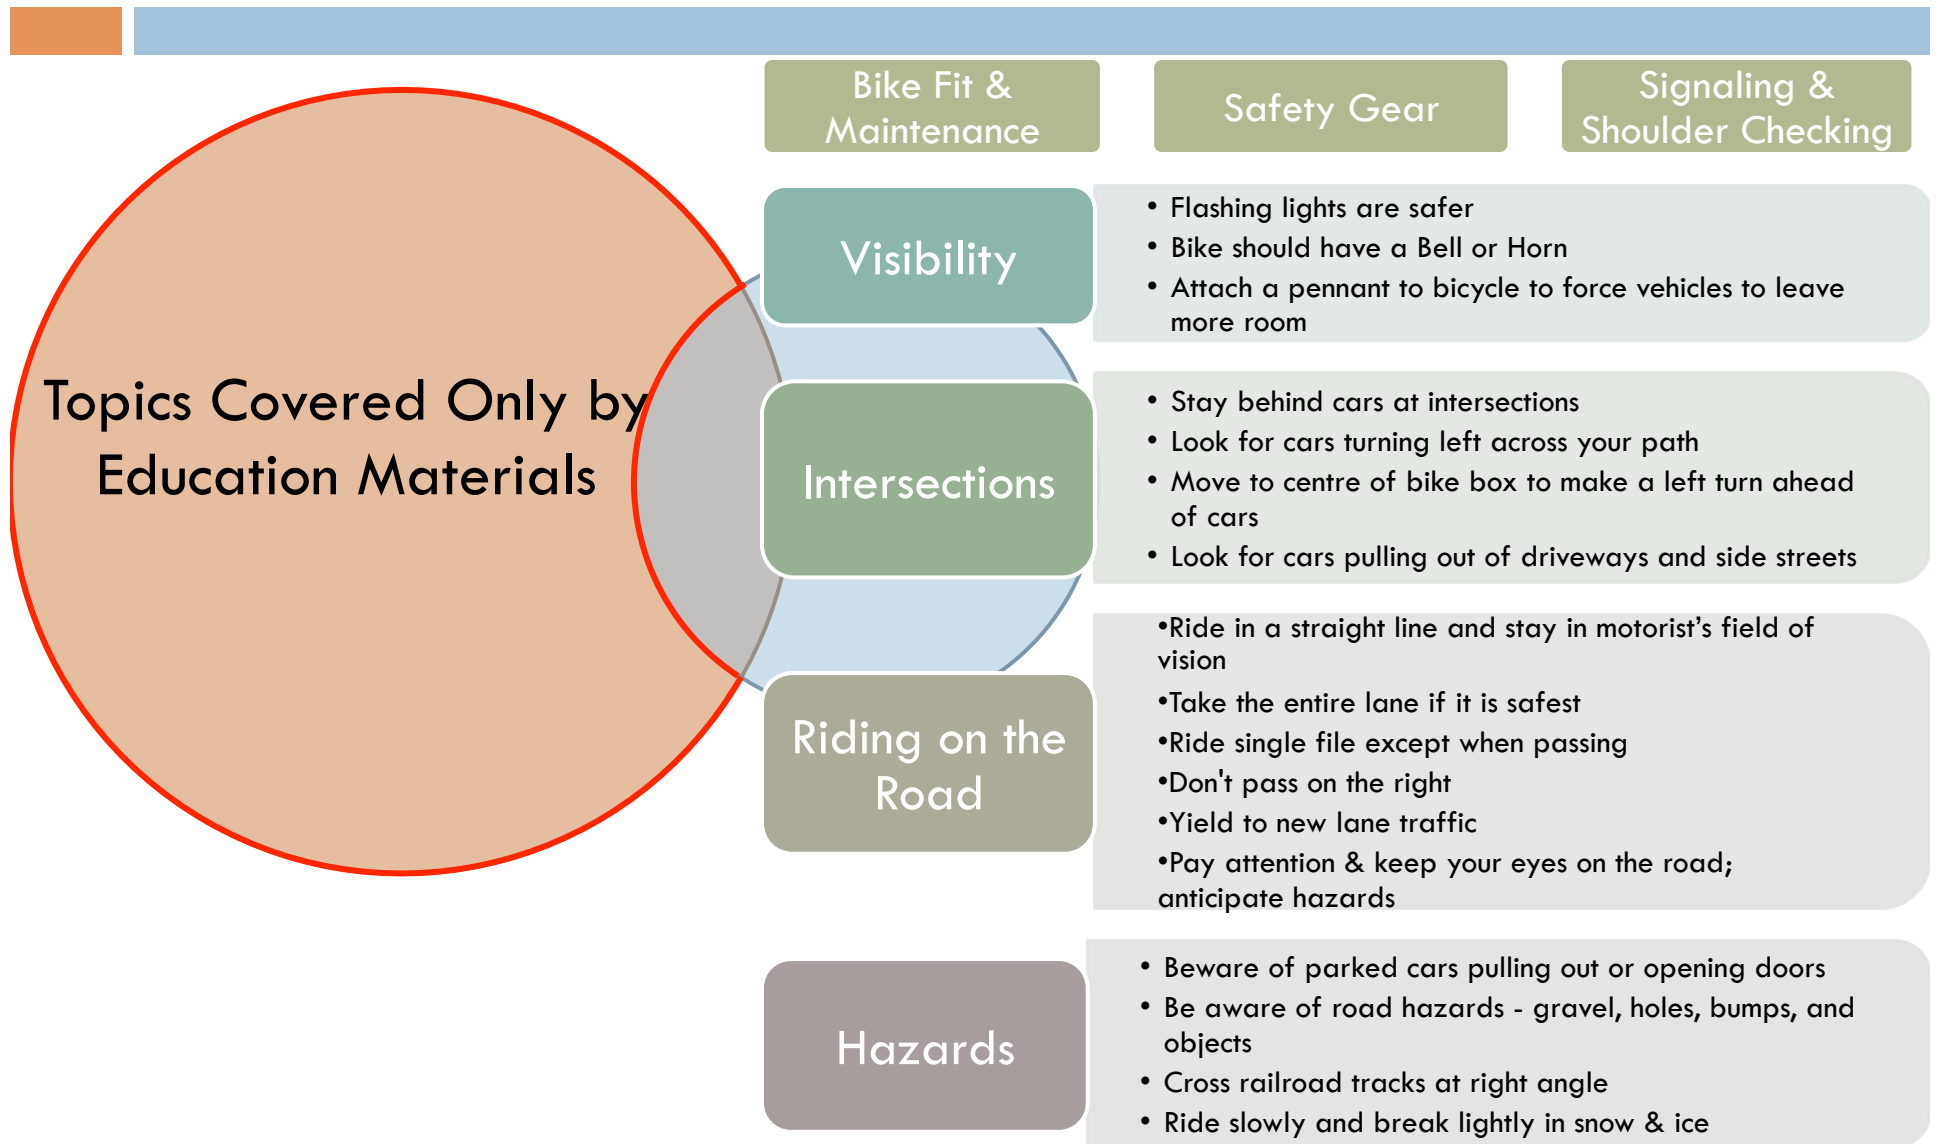 Bike Fit &
Maintenance
Safety Gear
Signaling &
Shoulder Checking
Topics Covered Only by
Education Materials
Visibility
• Flashing lights are safer
• Bike should have a Bell or Horn
• Attach a pennant to bicycle to force vehicles to leave
more room
Intersections
• Stay behind cars at intersections
• Look for cars turning left across your path
• Move to centre of bike box to make a left turn ahead
of cars
• Look for cars pulling out of driveways and side streets
Riding on the
Road
•Ride in a straight line and stay in motorist’s field of
vision
•Take the entire lane if it is safest
•Ride single file except when passing
•Don't pass on the right
•Yield to new lane traffic
•Pay attention & keep your eyes on the road;
anticipate hazards
Hazards
• Beware of parked cars pulling out or opening doors
• Be aware of road hazards - gravel, holes, bumps, and
objects
• Cross railroad tracks at right angle
• Ride slowly and break lightly in snow & ice